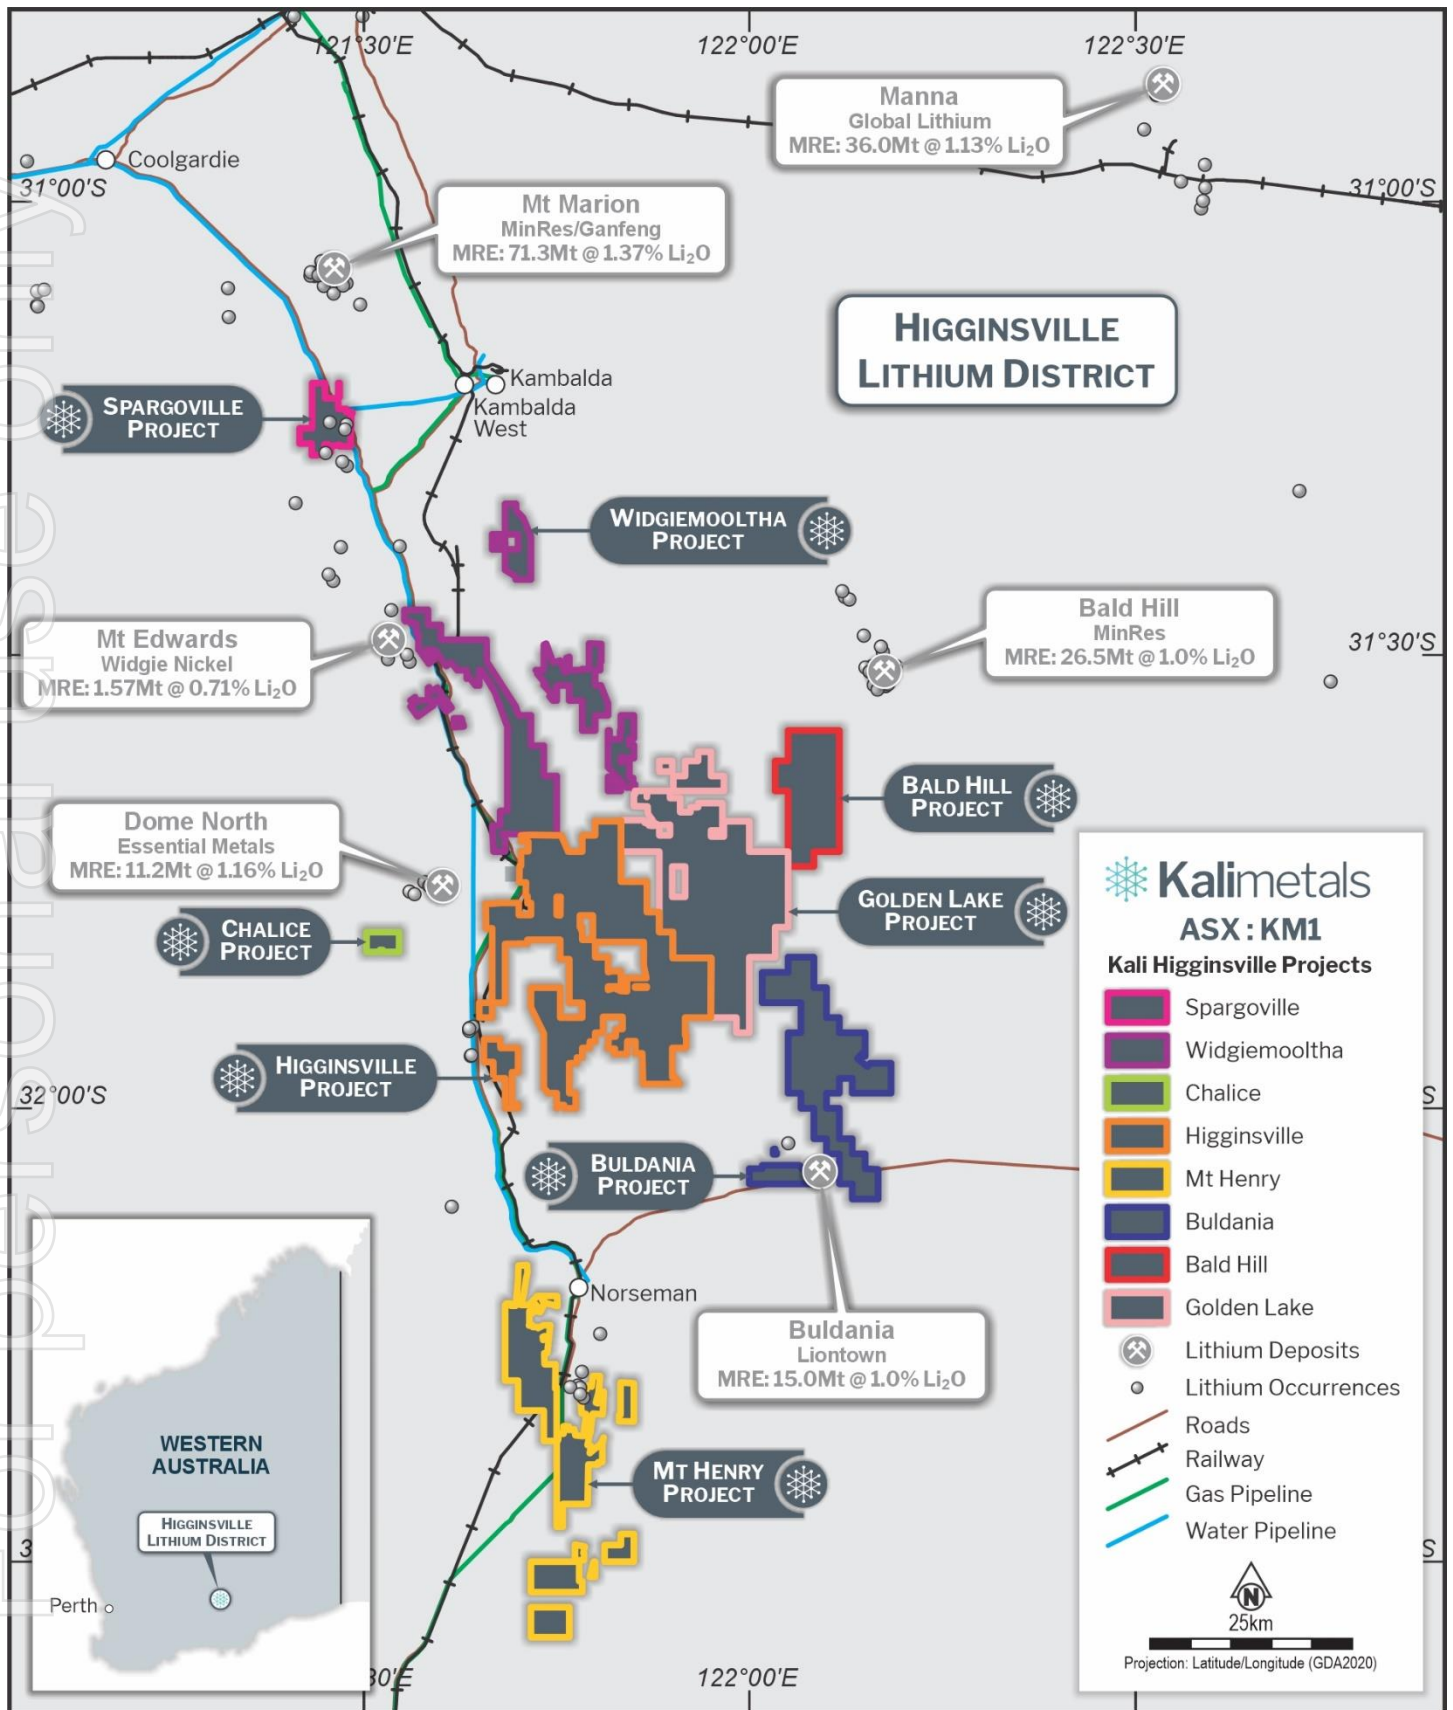 121°30'E
122°00'E
122°30'E
Manna
Global Lithium
MRE: 36.0Mt @ 1.13% Li₂O
Coolgardie
31°00'S
31°00'S
Mt Marion
MinRes/Ganfeng
MRE: 71.3Mt @ 1.37% Li₂O
HIGGINSVILLE
LITHIUM DISTRICT
Kambalda
Kambalda
West
SPARGOVILLE
PROJECT
WIDGIEMOOLTHA
PROJECT
Mt Edwards
Widgie Nickel
MRE: 1.57Mt @ 0.71% Li₂O
Bald Hill
MinRes
MRE: 26.5Mt @ 1.0% Li₂O
31°30'S
BALD HILL
PROJECT
Dome North
Essential Metals
MRE: 11.2Mt @ 1.16% Li₂O
GOLDEN LAKE
PROJECT
CHALICE
PROJECT
HIGGINSVILLE
PROJECT
32°00'S
S
BULDANIA
PROJECT
Norseman
Buldania
Liontown
MRE: 15.0Mt @ 1.0% Li₂O
MT HENRY
PROJECT
3
S
30'E
122°00'E
WESTERN
AUSTRALIA
HIGGINSVILLE
LITHIUM DISTRICT
Perth
Kalimetals
ASX : KM1
Kali Higginsville Projects
Spargoville
Widgiemooltha
Chalice
Higginsville
Mt Henry
Buldania
Bald Hill
Golden Lake
Lithium Deposits
Lithium Occurrences
Roads
Railway
Gas Pipeline
Water Pipeline
N
25km
Projection: Latitude/Longitude (GDA2020)
For personal use only